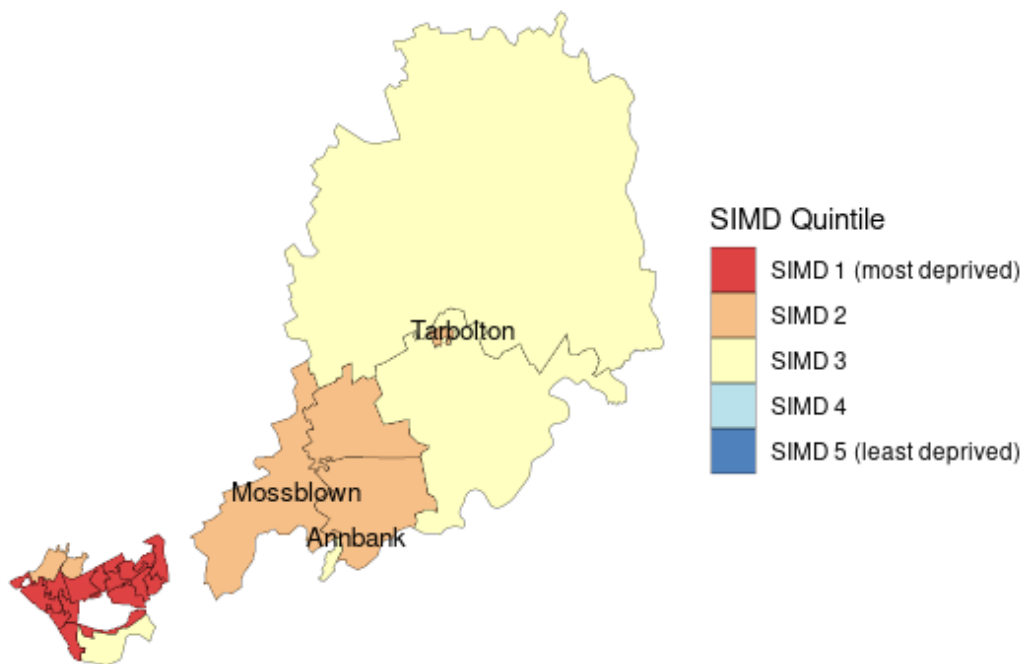 SIMD Quintile
SIMD 1 (most deprived)
SIMD 2
SIMD 3
SIMD 4
SIMD 5 (least deprived)
Tarbolton
Mossblown
Annbank